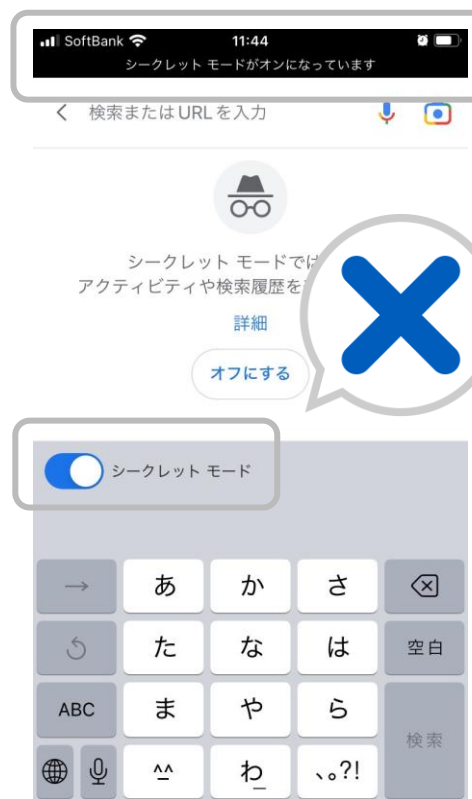 SoftBank 11:44
シークレット モードがオンになっています
検索または URL を入力
シークレット モードでは
アクティビティや検索履歴を
詳細
オフにする
シークレット モード
→ あ か さ
た な は 空白
ABC ま や ら
検索
^^ わ_ 、。?!